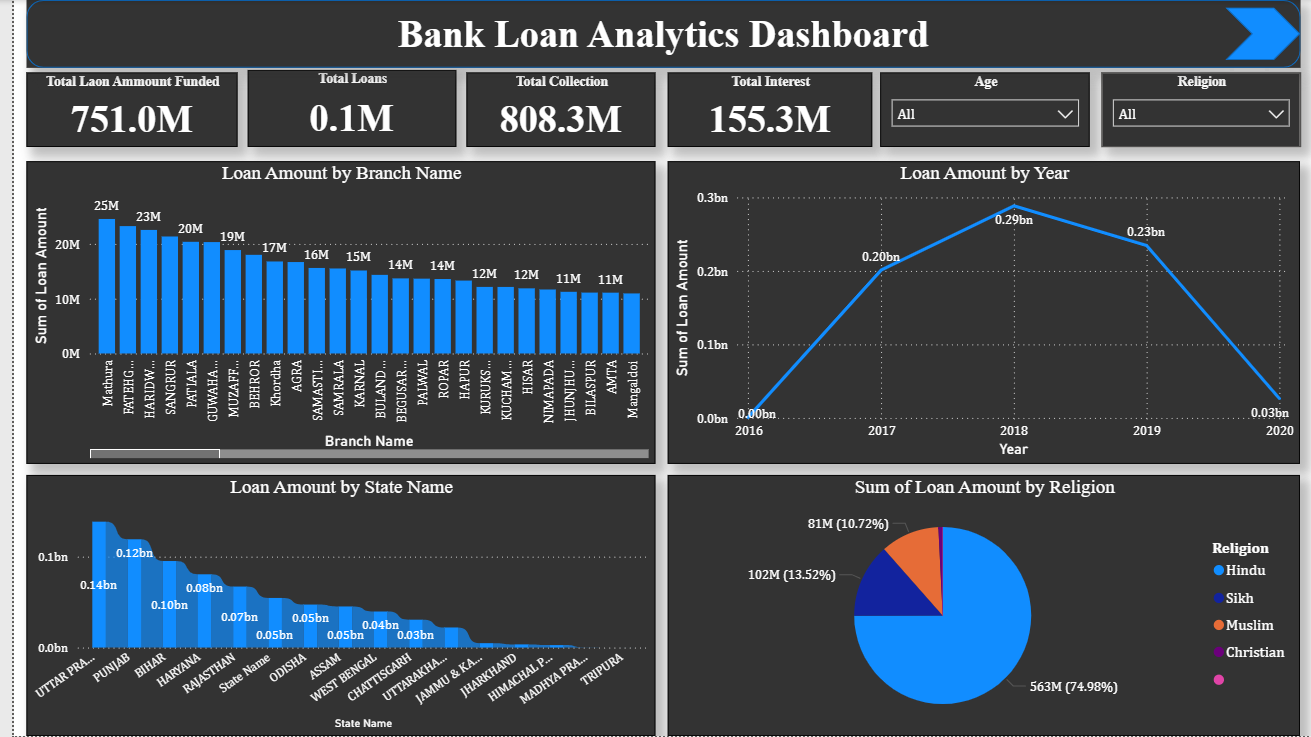 Bank Loan Analytics Dashboard
Total Laon Ammount Funded
751.0M
Total Loans
0.1M
Total Collection
808.3M
Total Interest
155.3M
Age
All
Religion
All
Loan Amount by Branch Name
Sum of Loan Amount
20M
10M
0M
25M
23M
20M
19M
17M
16M
15M
14M
14M
12M
12M
11M
11M
Mathura
FATEHG...
HARIDW...
SANGRUR
PATIALA
GUWAHA...
MUZAFF...
BEHROR
Khordha
AGRA
SAMASTI...
SAMRALA
KARNAL
BULAND...
BEGUSAR...
PALWAL
ROPAR
HAPUR
KURUKS...
KUCHAM...
HISAR
NIMAPADA
JHUNJHU...
BILASPUR
AMTA
Mangaldoi
Branch Name
Loan Amount by Year
Sum of Loan Amount
0.3bn
0.2bn
0.1bn
0.0bn
0.00bn
0.20bn
0.29bn
0.23bn
0.03bn
2016
2017
2018
2019
2020
Year
Loan Amount by State Name
0.1bn
0.0bn
0.14bn
0.12bn
0.10bn
0.08bn
0.07bn
0.05bn
0.05bn
0.05bn
0.04bn
0.03bn
UTTAR PRA...
PUNJAB
BIHAR
HARYANA
RAJASTHAN
State Name
ODISHA
ASSAM
WEST BENGAL
CHATTISGARH
UTTARAKHA...
JAMMU & KA...
JHARKHAND
HIMACHAL P...
MADHYA PRA...
TRIPURA
State Name
Sum of Loan Amount by Religion
81M (10.72%)
102M (13.52%)
563M (74.98%)
Religion
Hindu
Sikh
Muslim
Christian